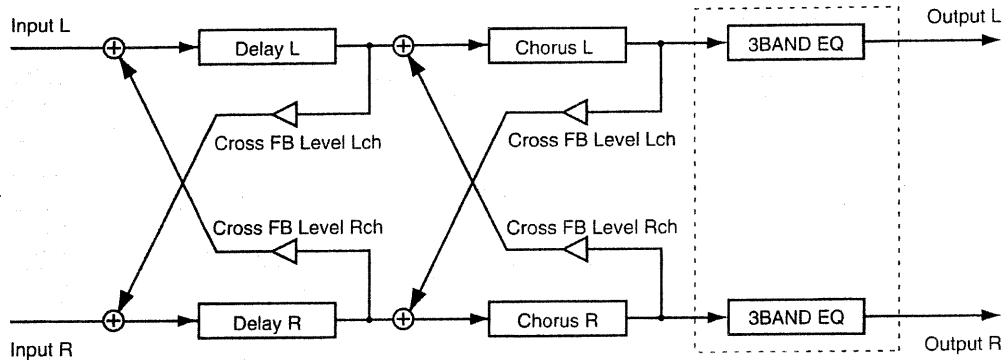 Input L
Output L
Delay L
Chorus L
3BAND EQ
Cross FB Level Lch
Cross FB Level Lch
Cross FB Level Rch
Cross FB Level Rch
Delay R
Chorus R
3BAND EQ
Input R
Output R